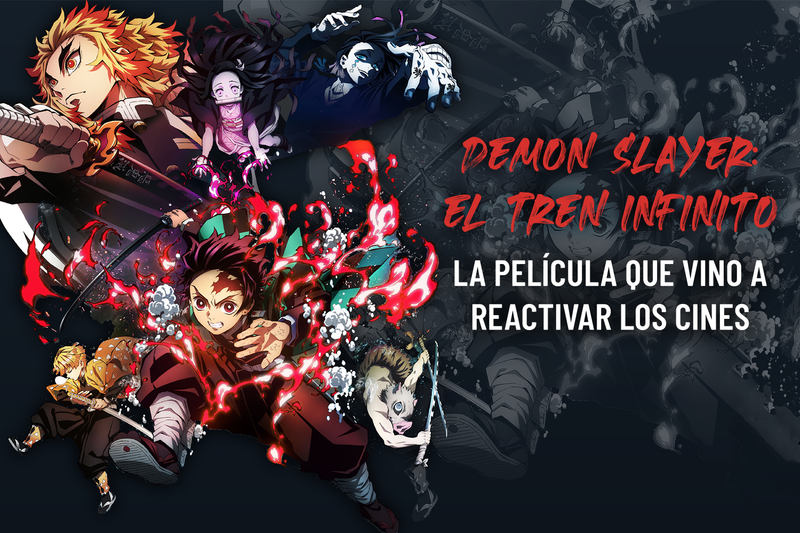 DEMON SLAYER:
EL TREN INFINITO
LA PELÍCULA QUE VINO A
REACTIVAR LOS CINES